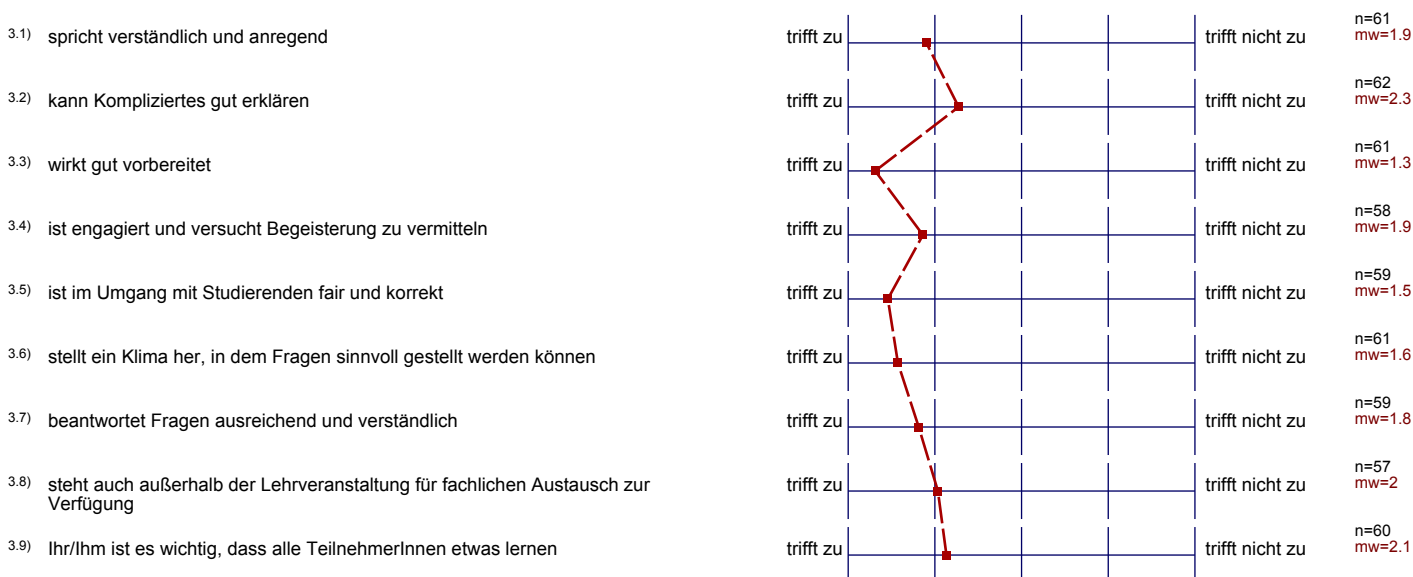 3.1) spricht verständlich und anregend trifft zu trifft nicht zu n=61
mw=1.9
3.2) kann Kompliziertes gut erklären trifft zu trifft nicht zu n=62
mw=2.3
3.3) wirkt gut vorbereitet trifft zu trifft nicht zu n=61
mw=1.3
3.4) ist engagiert und versucht Begeisterung zu vermitteln trifft zu trifft nicht zu n=58
mw=1.9
3.5) ist im Umgang mit Studierenden fair und korrekt trifft zu trifft nicht zu n=59
mw=1.5
3.6) stellt ein Klima her, in dem Fragen sinnvoll gestellt werden können trifft zu trifft nicht zu n=61
mw=1.6
3.7) beantwortet Fragen ausreichend und verständlich trifft zu trifft nicht zu n=59
mw=1.8
3.8) steht auch außerhalb der Lehrveranstaltung für fachlichen Austausch zur trifft zu trifft nicht zu n=57
Verfügung mw=2
3.9) Ihr/Ihm ist es wichtig, dass alle TeilnehmerInnen etwas lernen trifft zu trifft nicht zu n=60
mw=2.1